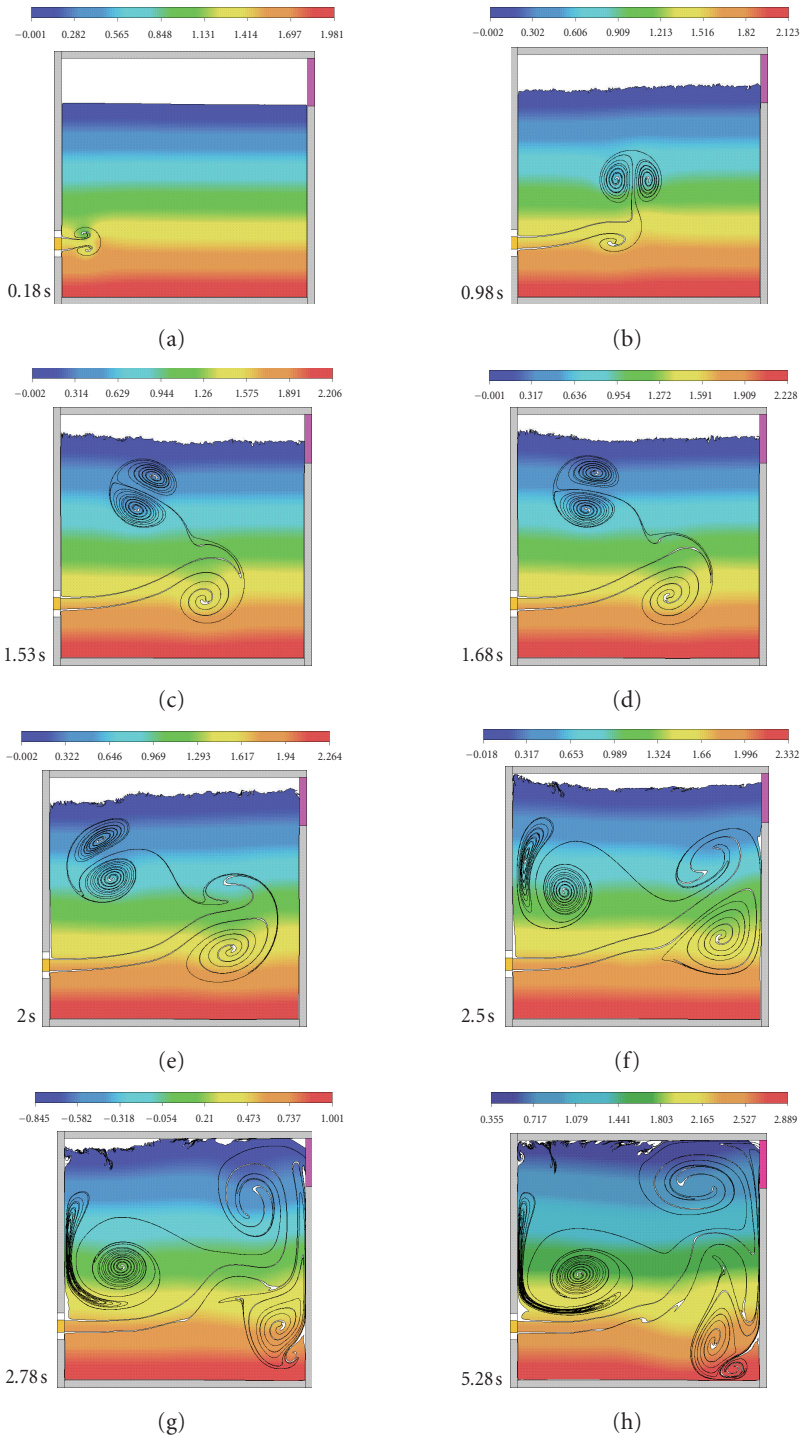 −0.001 0.282 0.565 0.848 1.131 1.414 1.697 1.981
0.18 s
(a)
−0.002 0.302 0.606 0.909 1.213 1.516 1.82 2.123
0.98 s
(b)
−0.002 0.314 0.629 0.944 1.26 1.575 1.891 2.206
1.53 s
(c)
−0.001 0.317 0.636 0.954 1.272 1.591 1.909 2.228
1.68 s
(d)
−0.002 0.322 0.646 0.969 1.293 1.617 1.94 2.264
2 s
(e)
−0.018 0.317 0.653 0.989 1.324 1.66 1.996 2.332
2.5 s
(f)
−0.845 −0.582 −0.318 −0.054 0.21 0.473 0.737 1.001
2.78 s
(g)
0.355 0.717 1.079 1.441 1.803 2.165 2.527 2.889
5.28 s
(h)